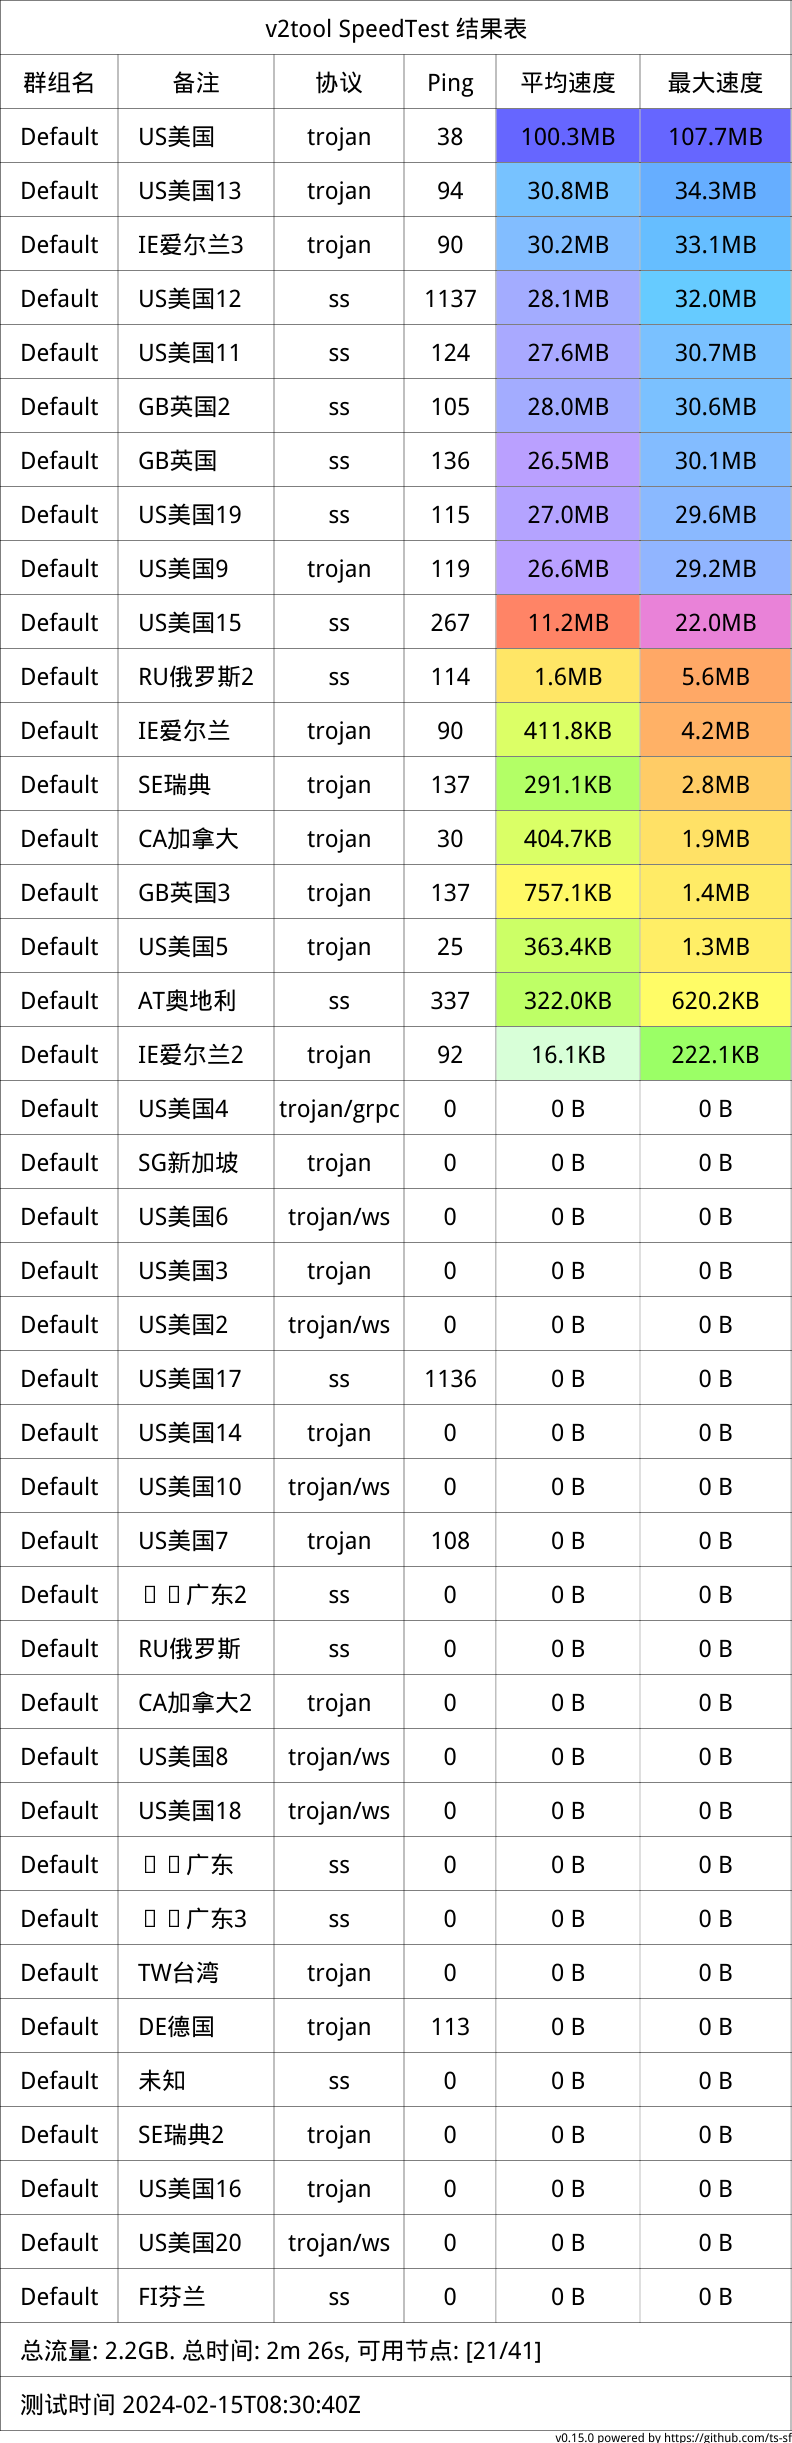 v2tool SpeedTest 结果表
群组名 备注 协议 Ping 平均速度 最大速度
Default US美国 trojan 38 100.3MB 107.7MB
Default US美国13 trojan 94 30.8MB 34.3MB
Default IE爱尔兰3 trojan 90 30.2MB 33.1MB
Default US美国12 ss 1137 28.1MB 32.0MB
Default US美国11 ss 124 27.6MB 30.7MB
Default GB英国2 ss 105 28.0MB 30.6MB
Default GB英国 ss 136 26.5MB 30.1MB
Default US美国19 ss 115 27.0MB 29.6MB
Default US美国9 trojan 119 26.6MB 29.2MB
Default US美国15 ss 267 11.2MB 22.0MB
Default RU俄罗斯2 ss 114 1.6MB 5.6MB
Default IE爱尔兰 trojan 90 411.8KB 4.2MB
Default SE瑞典 trojan 137 291.1KB 2.8MB
Default CA加拿大 trojan 30 404.7KB 1.9MB
Default GB英国3 trojan 137 757.1KB 1.4MB
Default US美国5 trojan 25 363.4KB 1.3MB
Default AT奥地利 ss 337 322.0KB 620.2KB
Default IE爱尔兰2 trojan 92 16.1KB 222.1KB
Default US美国4 trojan/grpc 0 0 B 0 B
Default SG新加坡 trojan 0 0 B 0 B
Default US美国6 trojan/ws 0 0 B 0 B
Default US美国3 trojan 0 0 B 0 B
Default US美国2 trojan/ws 0 0 B 0 B
Default US美国17 ss 1136 0 B 0 B
Default US美国14 trojan 0 0 B 0 B
Default US美国10 trojan/ws 0 0 B 0 B
Default US美国7 trojan 108 0 B 0 B
Default 广东2 ss 0 0 B 0 B
Default RU俄罗斯 ss 0 0 B 0 B
Default CA加拿大2 trojan 0 0 B 0 B
Default US美国8 trojan/ws 0 0 B 0 B
Default US美国18 trojan/ws 0 0 B 0 B
Default 广东 ss 0 0 B 0 B
Default 广东3 ss 0 0 B 0 B
Default TW台湾 trojan 0 0 B 0 B
Default DE德国 trojan 113 0 B 0 B
Default 未知 ss 0 0 B 0 B
Default SE瑞典2 trojan 0 0 B 0 B
Default US美国16 trojan 0 0 B 0 B
Default US美国20 trojan/ws 0 0 B 0 B
Default FI芬兰 ss 0 0 B 0 B
总流量: 2.2GB. 总时间: 2m 26s, 可用节点: [21/41]
测试时间 2024-02-15T08:30:40Z
v0.15.0 powered by https://github.com/ts-sf